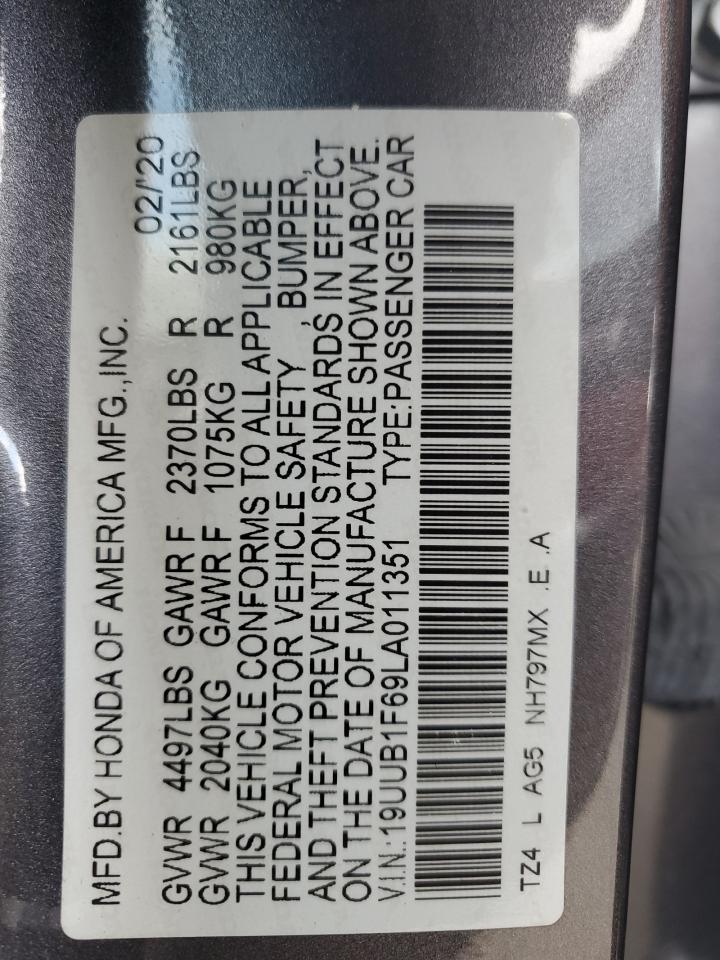 MFD.BY HONDA OF AMERICA MFG.,INC. 02/'20
GVWR 4497LBS GAWR F 2370LBS R 2161LBS
GVWR 2040KG GAWR F 1075KG R 980KG
THIS VEHICLE CONFORMS TO ALL APPLICABLE
FEDERAL MOTOR VEHICLE SAFETY, BUMPER,
AND THEFT PREVENTION STANDARDS IN EFFECT
ON THE DATE OF MANUFACTURE SHOWN ABOVE.
V.I.N.:19UUB1F69LA011351 TYPE:PASSENGER CAR
TZ4 L AG5 NH797MX .E .A